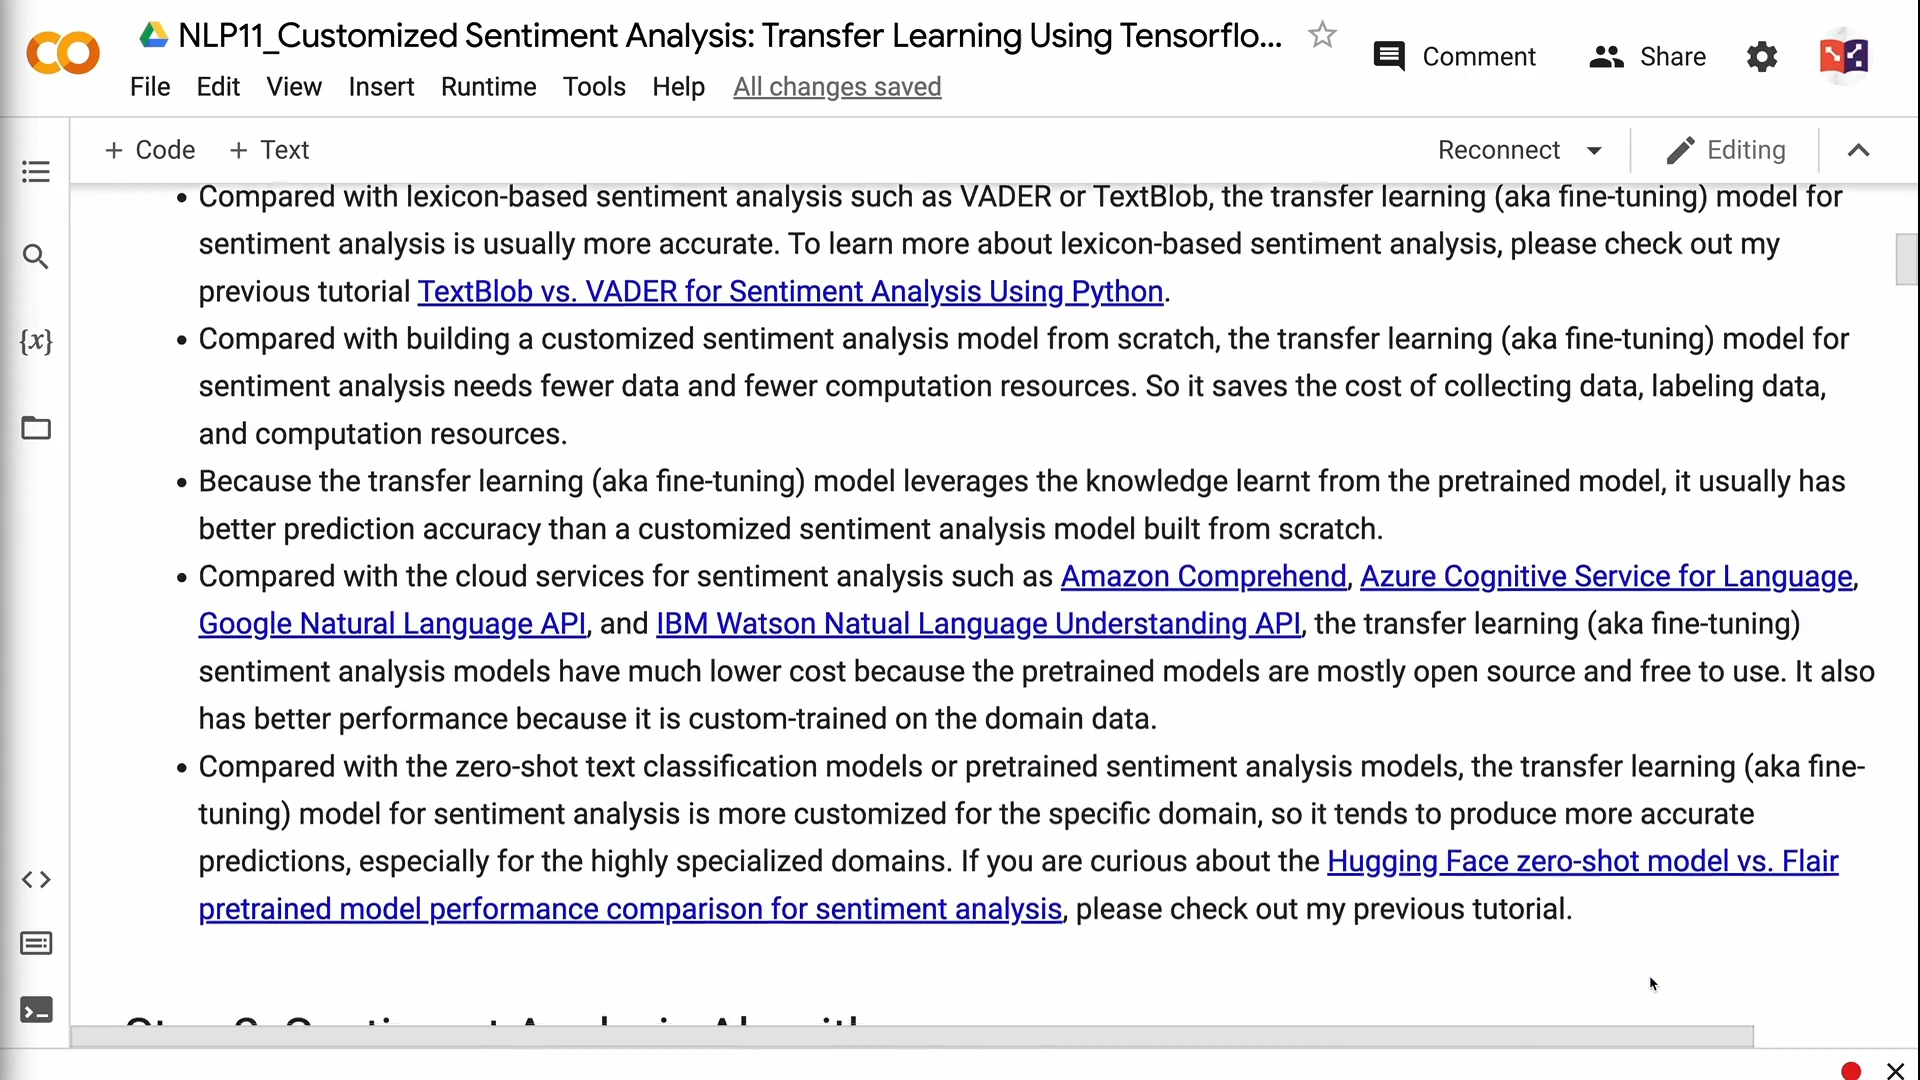 NLP11_Customized Sentiment Analysis: Transfer Learning Using Tensorflo...
Comment
Share
File Edit View Insert Runtime Tools Help All changes saved
+ Code + Text
Reconnect
Editing
• Compared with lexicon-based sentiment analysis such as VADER or TextBlob, the transfer learning (aka fine-tuning) model for
sentiment analysis is usually more accurate. To learn more about lexicon-based sentiment analysis, please check out my
previous tutorial TextBlob vs. VADER for Sentiment Analysis Using Python.
• Compared with building a customized sentiment analysis model from scratch, the transfer learning (aka fine-tuning) model for
sentiment analysis needs fewer data and fewer computation resources. So it saves the cost of collecting data, labeling data,
and computation resources.
• Because the transfer learning (aka fine-tuning) model leverages the knowledge learnt from the pretrained model, it usually has
better prediction accuracy than a customized sentiment analysis model built from scratch.
• Compared with the cloud services for sentiment analysis such as Amazon Comprehend, Azure Cognitive Service for Language,
Google Natural Language API, and IBM Watson Natual Language Understanding API, the transfer learning (aka fine-tuning)
sentiment analysis models have much lower cost because the pretrained models are mostly open source and free to use. It also
has better performance because it is custom-trained on the domain data.
• Compared with the zero-shot text classification models or pretrained sentiment analysis models, the transfer learning (aka fine-
tuning) model for sentiment analysis is more customized for the specific domain, so it tends to produce more accurate
predictions, especially for the highly specialized domains. If you are curious about the Hugging Face zero-shot model vs. Flair
pretrained model performance comparison for sentiment analysis, please check out my previous tutorial.